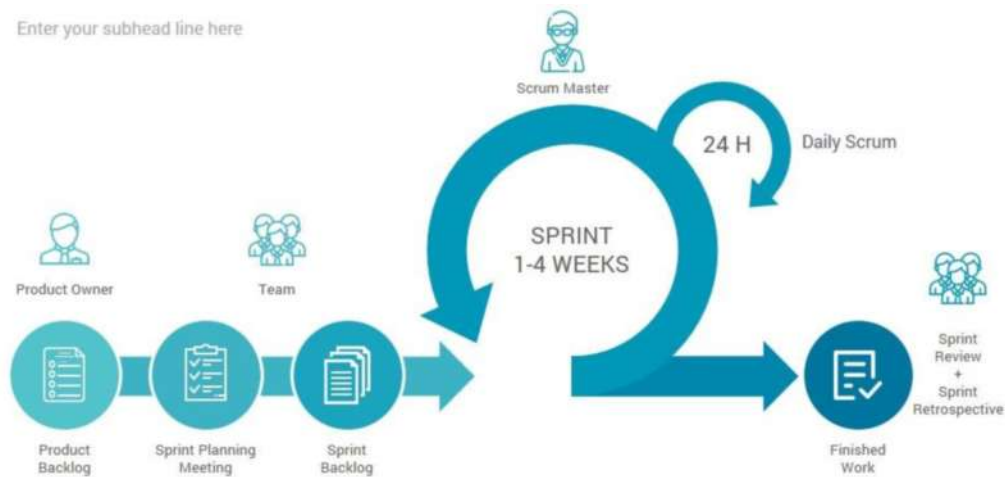 Enter your subhead line here
Scrum Master
24 H
Daily Scrum
SPRINT
1-4 WEEKS
Product Owner
Team
Sprint
Review
+
Sprint
Retrospective
Product
Backlog
Sprint Planning
Meeting
Sprint
Backlog
Finished
Work